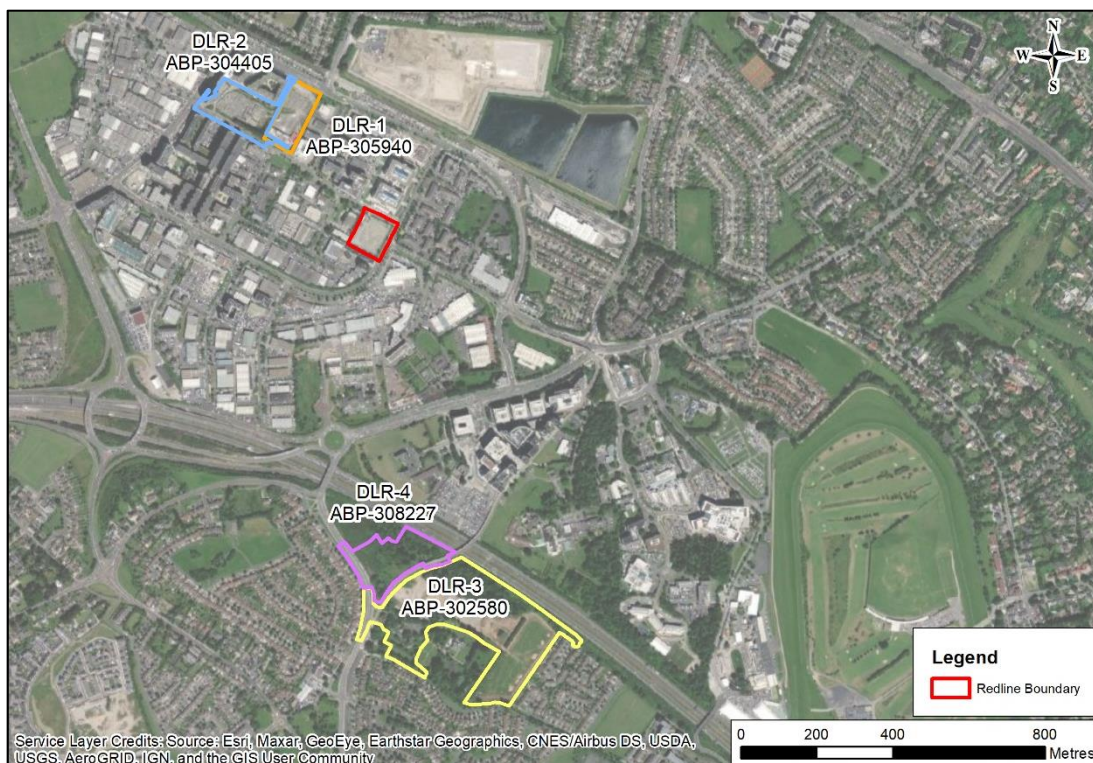 DLR-2
ABP-304405
N
W E
S
DLR-1
ABP-305940
DLR-4
ABP-308227
DLR-3
ABP-302580
Legend
Redline Boundary
Service Layer Credits: Source: Esri, Maxar, GeoEye, Earthstar Geographics, CNES/Airbus DS, USDA,
USGS, AeroGRID, IGN, and the GIS User Community
0 200 400 800
Metres